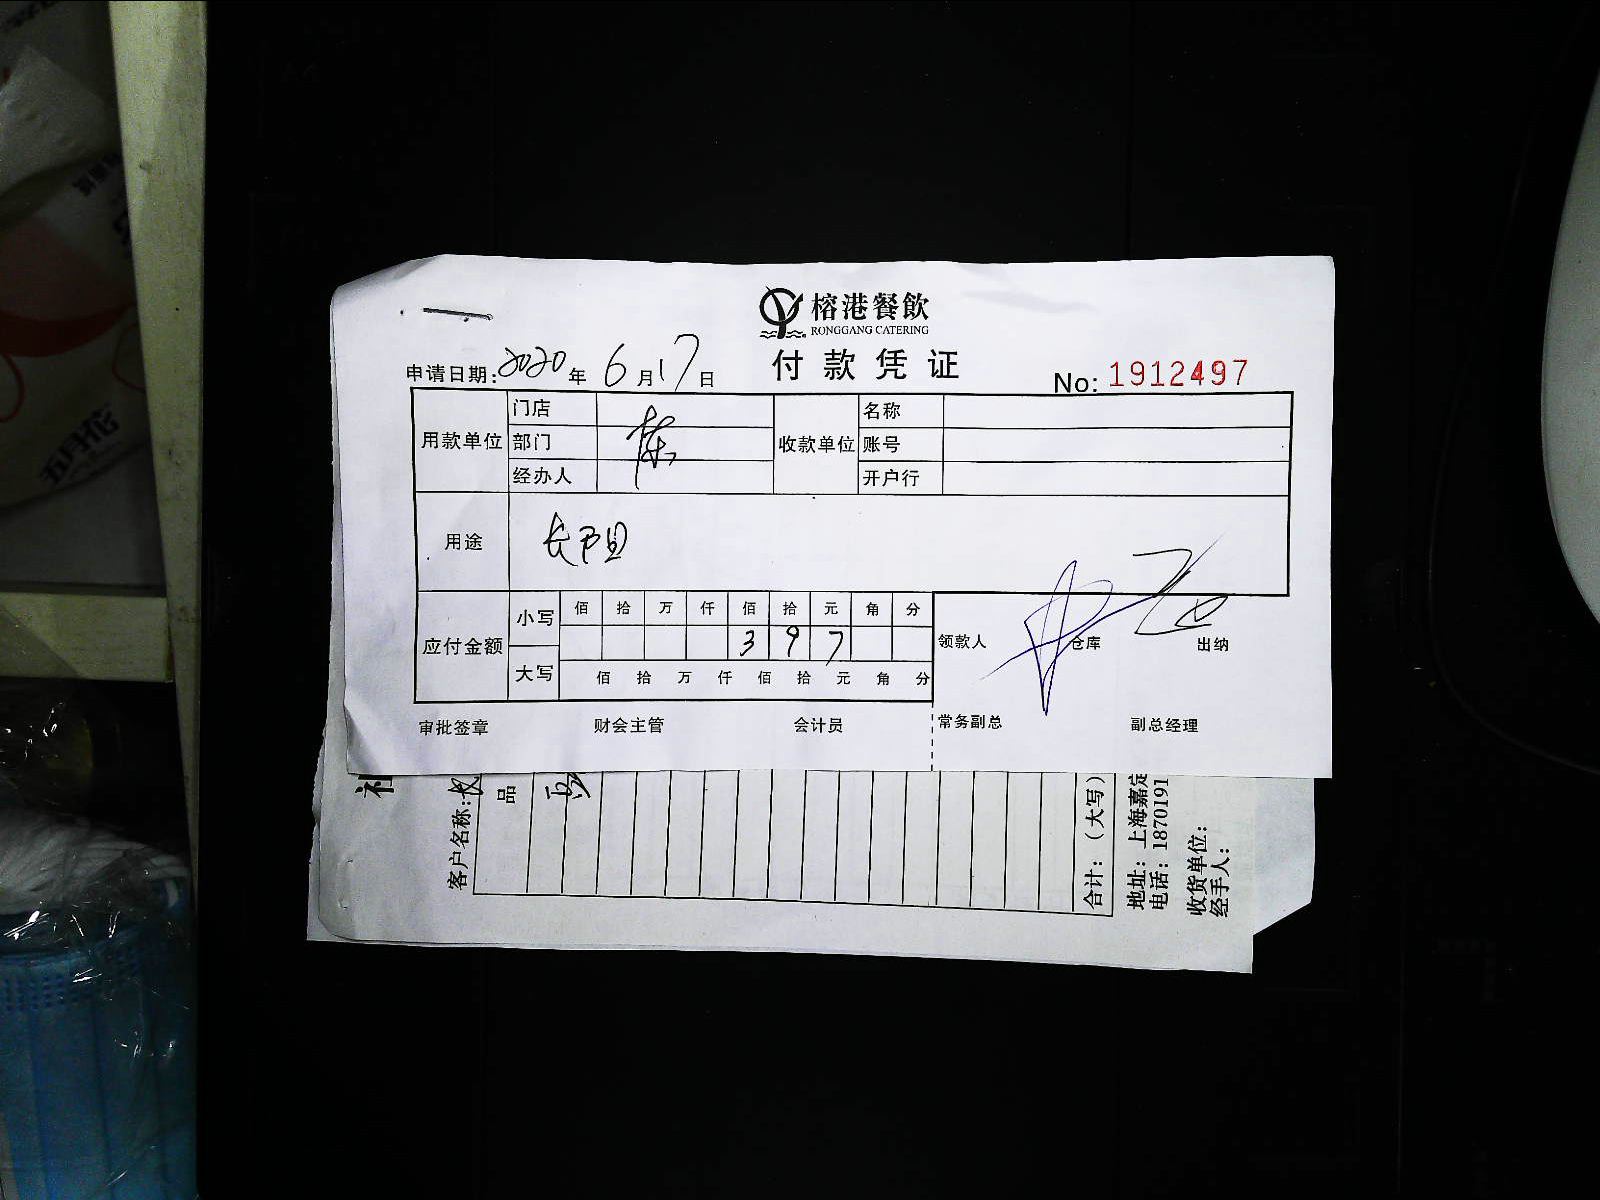 榕港餐飲
RONGGANG CATERING
付款凭证
申请日期:2020年6月17日
No:1912497
用款单位 门店 收款单位 名称
部门 账号
经办人 开户行
用途
应付金额 小写 佰 拾 万 仟 佰 拾 元 角 分
3 9 7
大写 佰 拾 万 仟 佰 拾 元 角 分
领款人 仓库 出纳
审批签章 财会主管 会计员 常务副总 副总经理
客户名称:
品
合计:(大写)
地址:上海嘉定
电话:1870191
收货单位:
经手人:
五月花